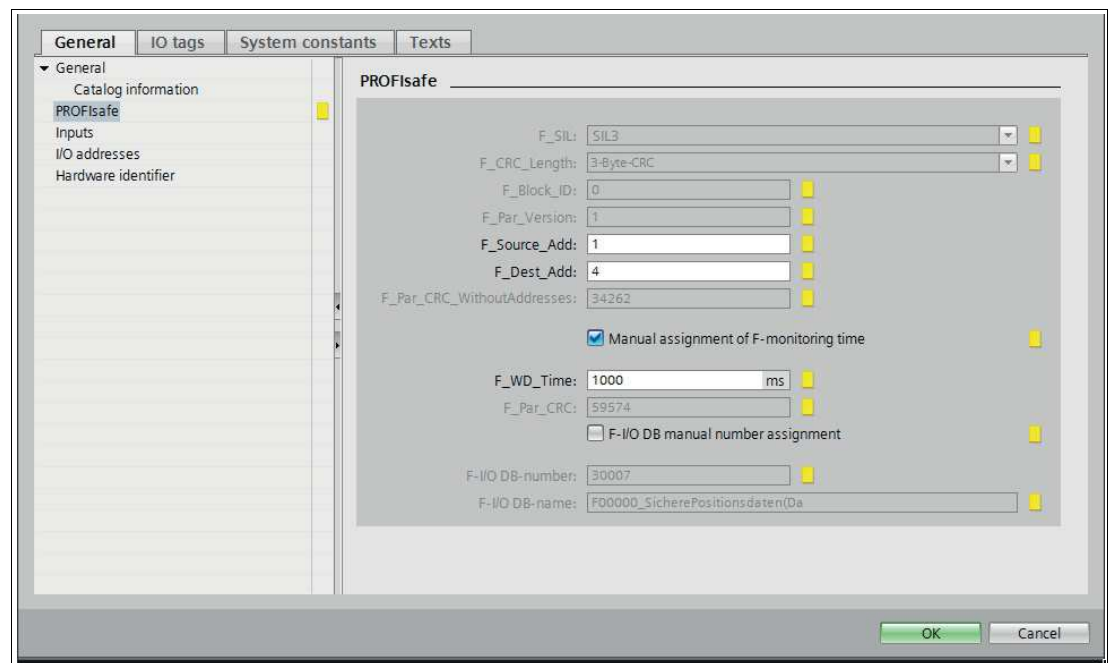 General IO tags System constants Texts
General
Catalog information
PROFIsafe
Inputs
I/O addresses
Hardware identifier
PROFIsafe
F_SIL: SIL3
F_CRC_Length: 3-Byte-CRC
F_Block_ID: 0
F_Par_Version: 1
F_Source_Add: 1
F_Dest_Add: 4
F_Par_CRC_WithoutAddresses: 34262
Manual assignment of F-monitoring time
F_WD_Time: 1000 ms
F_Par_CRC: 59574
F-I/O DB manual number assignment
F-I/O DB-number: 30007
F-I/O DB-name: F00000_SicherePositionsdaten(Da
OK Cancel